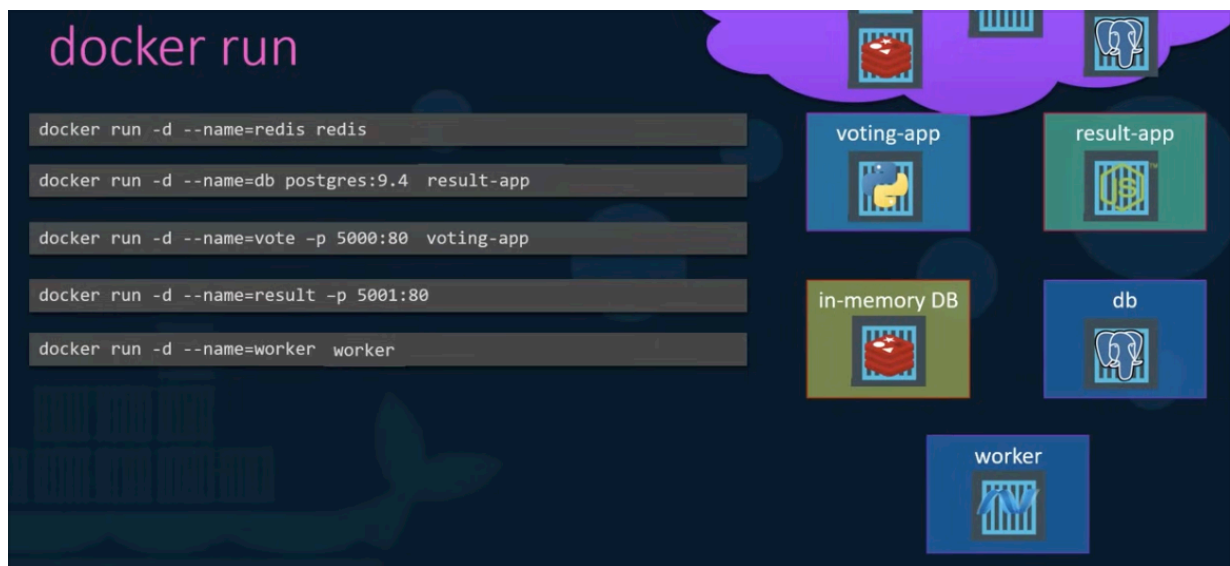 docker run
docker run -d --name=redis redis
docker run -d --name=db postgres:9.4 result-app
docker run -d --name=vote –p 5000:80 voting-app
docker run -d --name=result –p 5001:80
docker run -d --name=worker worker
voting-app
result-app
JS
in-memory DB
db
worker